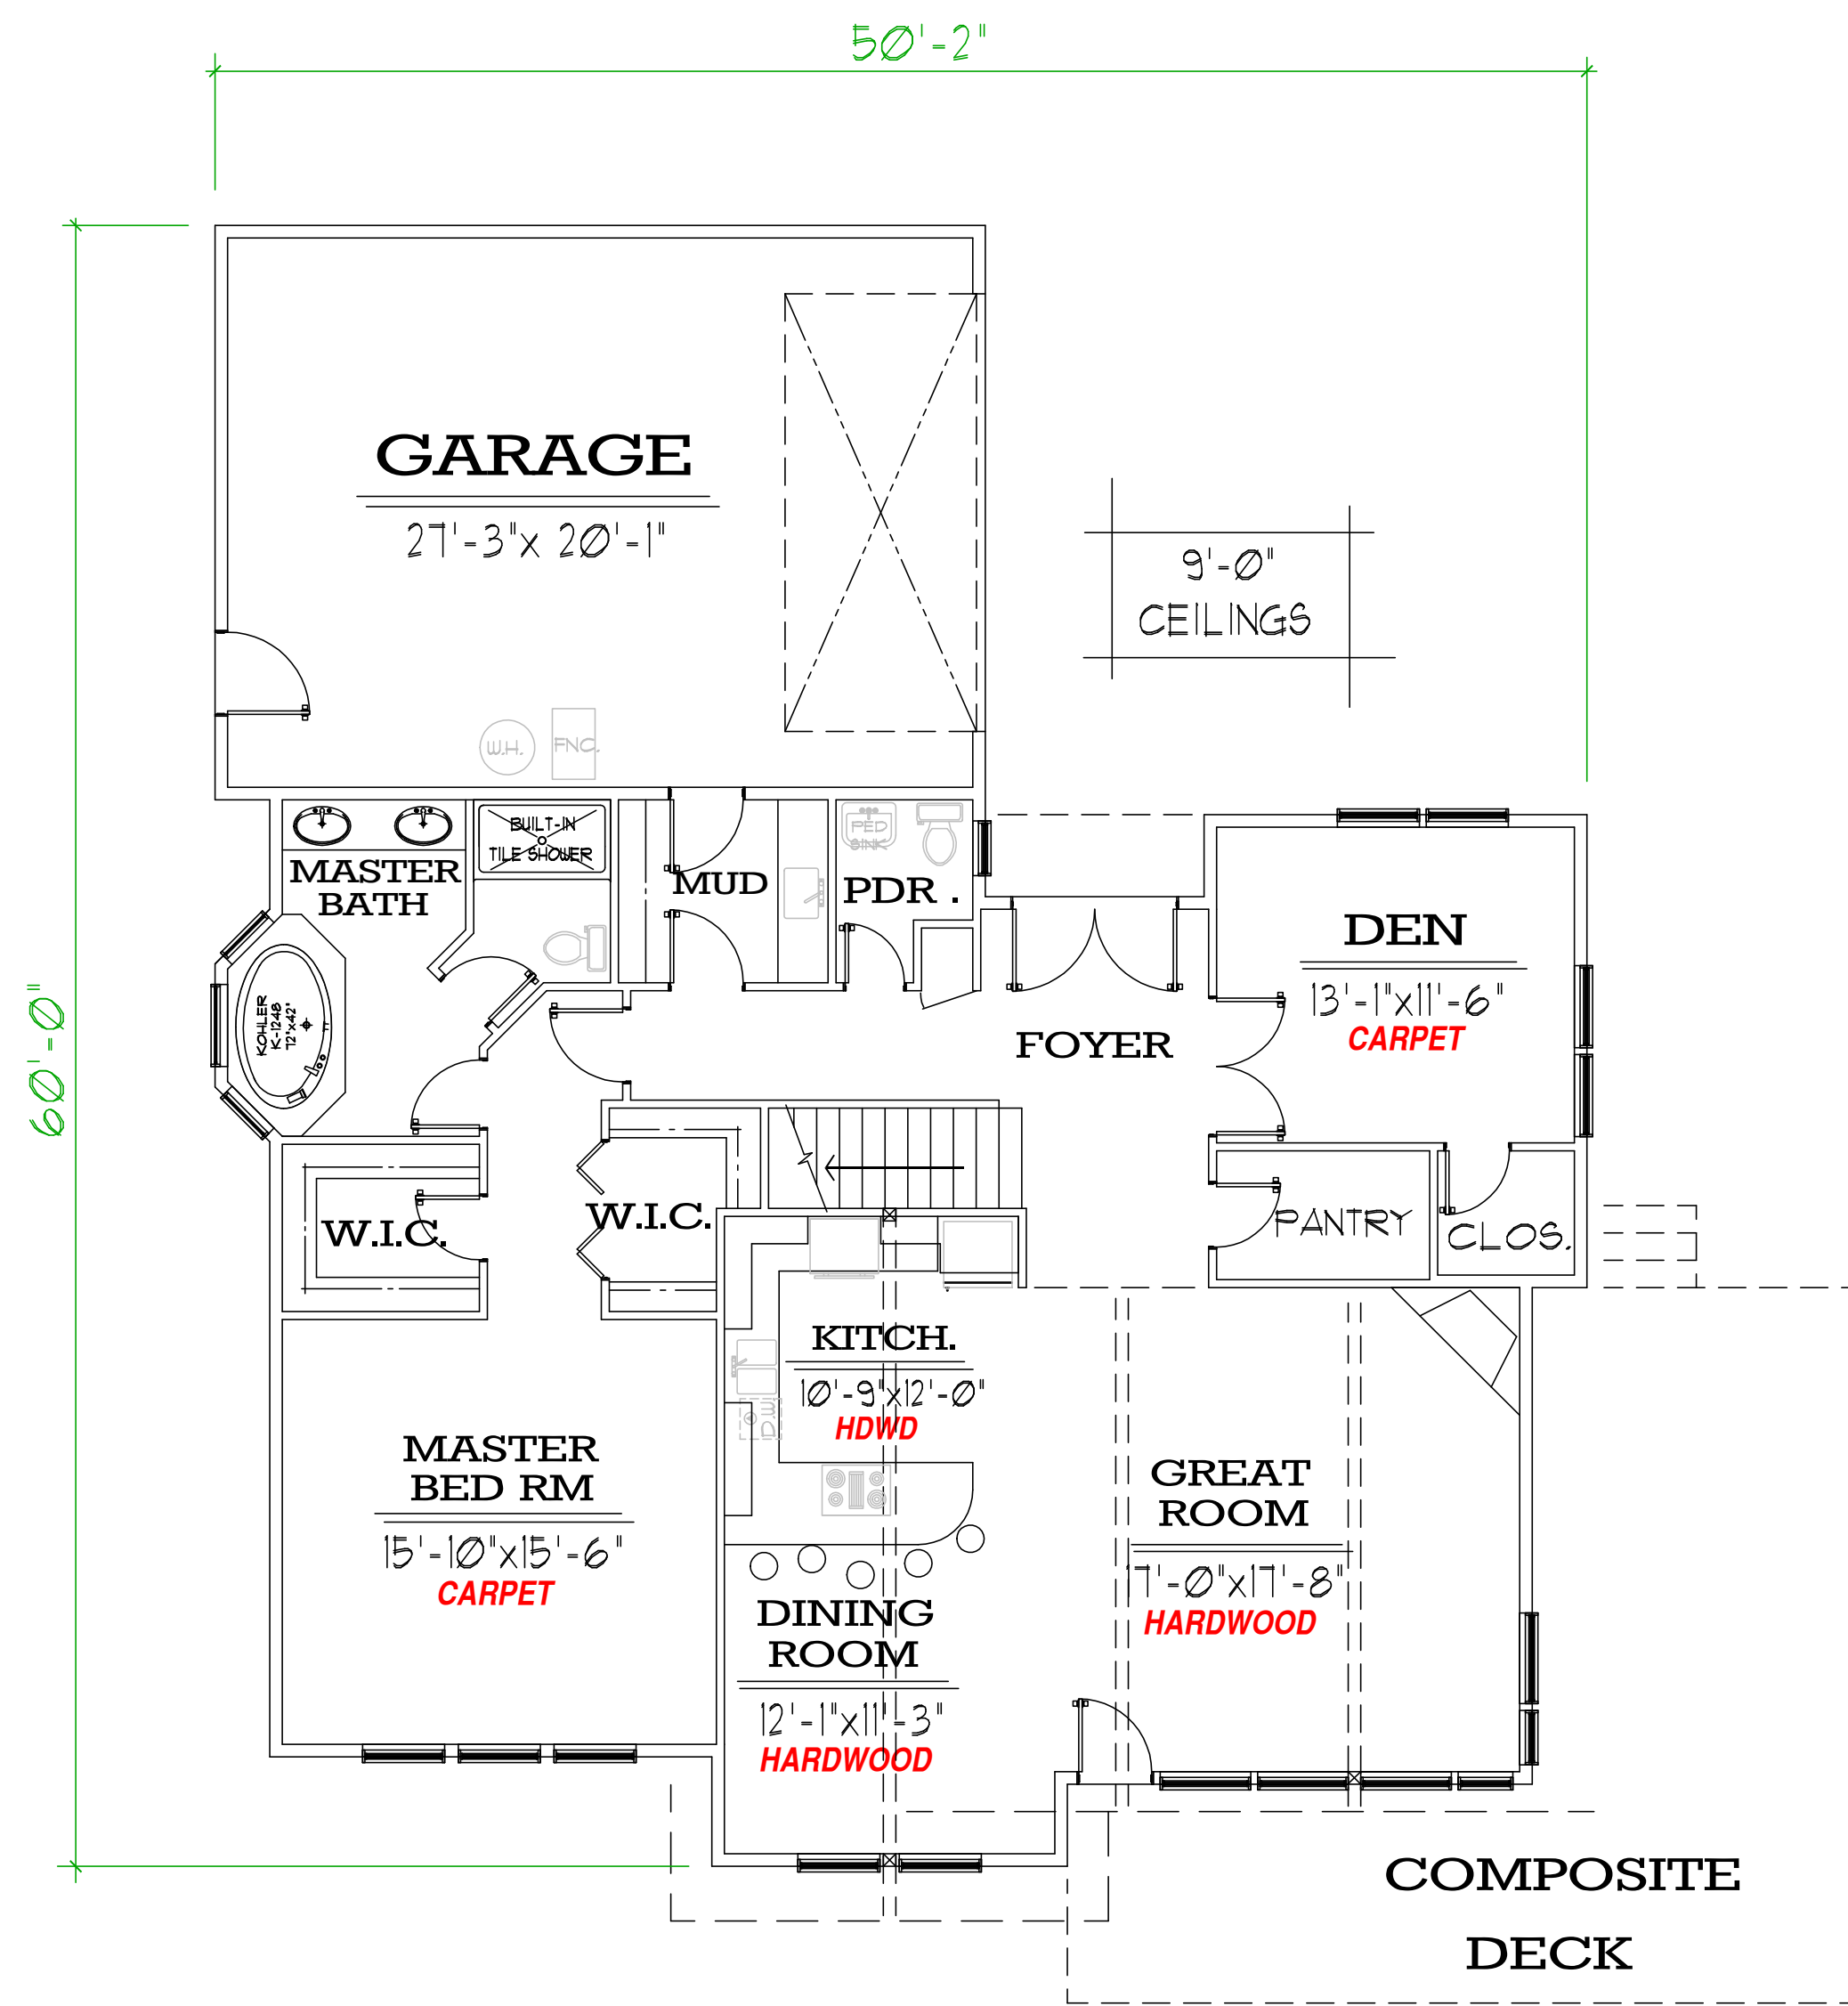 50'-2"
60'-0"
GARAGE
27'-3"x 20'-1"
9'-0"
CEILINGS
W.H.
FNC.
BUILT-IN
TILE SHOWER
MASTER
BATH
MUD
PED
SINK
PDR .
DEN
13'-1"x11'-6"
CARPET
KOHLER
K-1248
72"x42"
FOYER
W.I.C.
W.I.C.
PANTRY
CLOS.
KITCH.
10'-9"x12'-0"
HDWD
D.W.
MASTER
BED RM
15'-10"x15'-6"
CARPET
GREAT
ROOM
17'-0"x17'-8"
HARDWOOD
DINING
ROOM
12'-1"x11'-3"
HARDWOOD
COMPOSITE
DECK